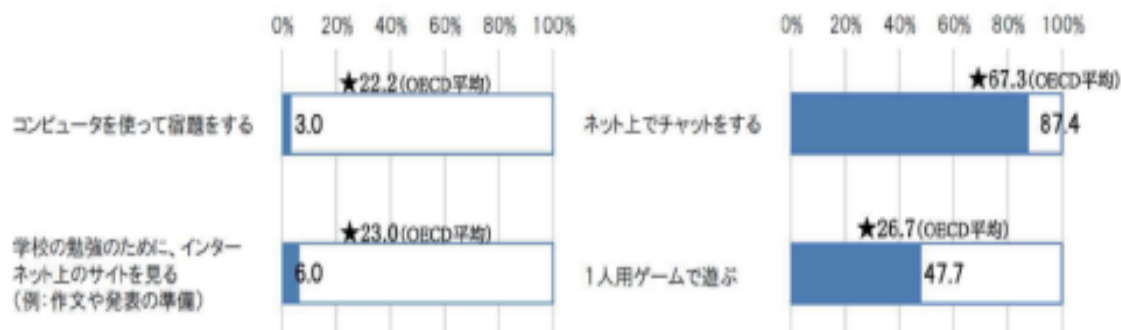 0% 20% 40% 60% 80% 100%
★22.2(OECD平均)
コンピュータを使って宿題をする
3.0
★23.0(OECD平均)
学校の勉強のために、インター
ネット上のサイトを見る
(例:作文や発表の準備)
6.0
0% 20% 40% 60% 80% 100%
★67.3(OECD平均)
ネット上でチャットをする
87.4
★26.7(OECD平均)
1人用ゲームで遊ぶ
47.7